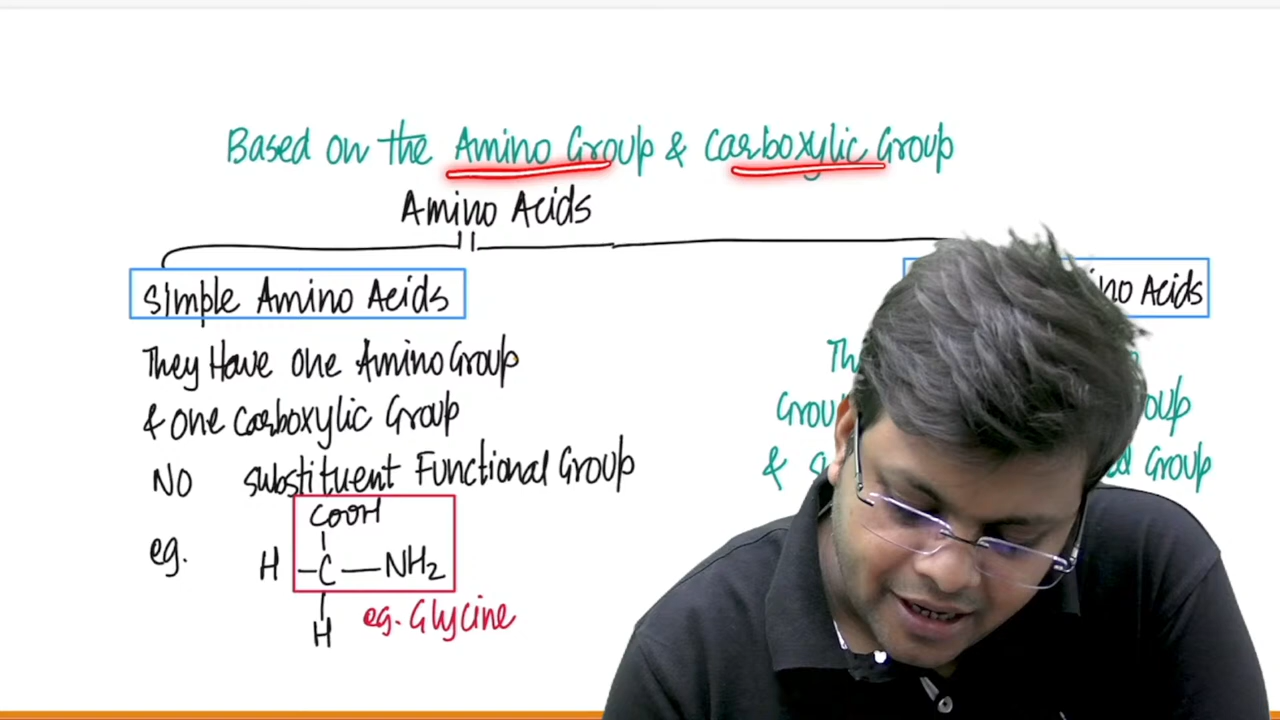 Based on the Amino Group & Carboxylic Group
Amino Acids
Simple Amino Acids
ino Acids
They Have one Amino Group
& one Carboxylic Group
No substituent Functional Group
Th
Grou oup
& s ed Group
eg.
COOH
H - C - NH2
H
eg. Glycine